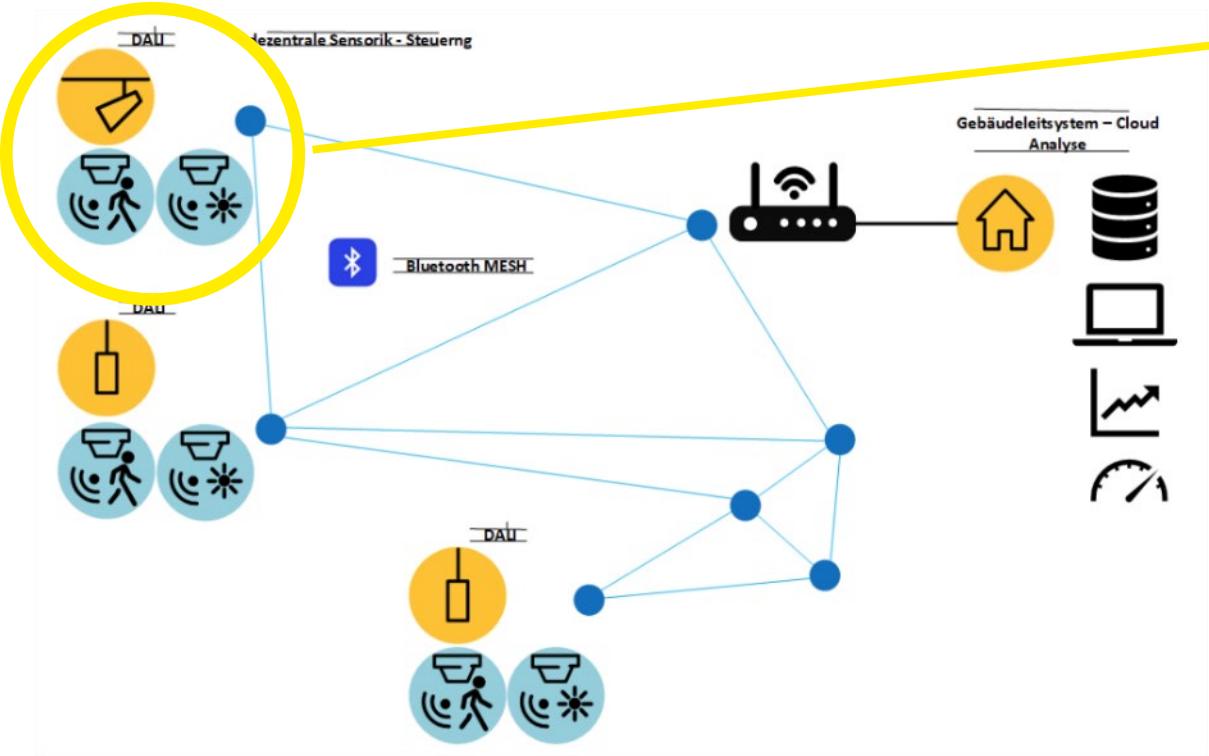 DALI
dezentrale Sensorik - Steuerng
Gebäudeleitsystem – Cloud
Analyse
Bluetooth MESH
DALI
DALI